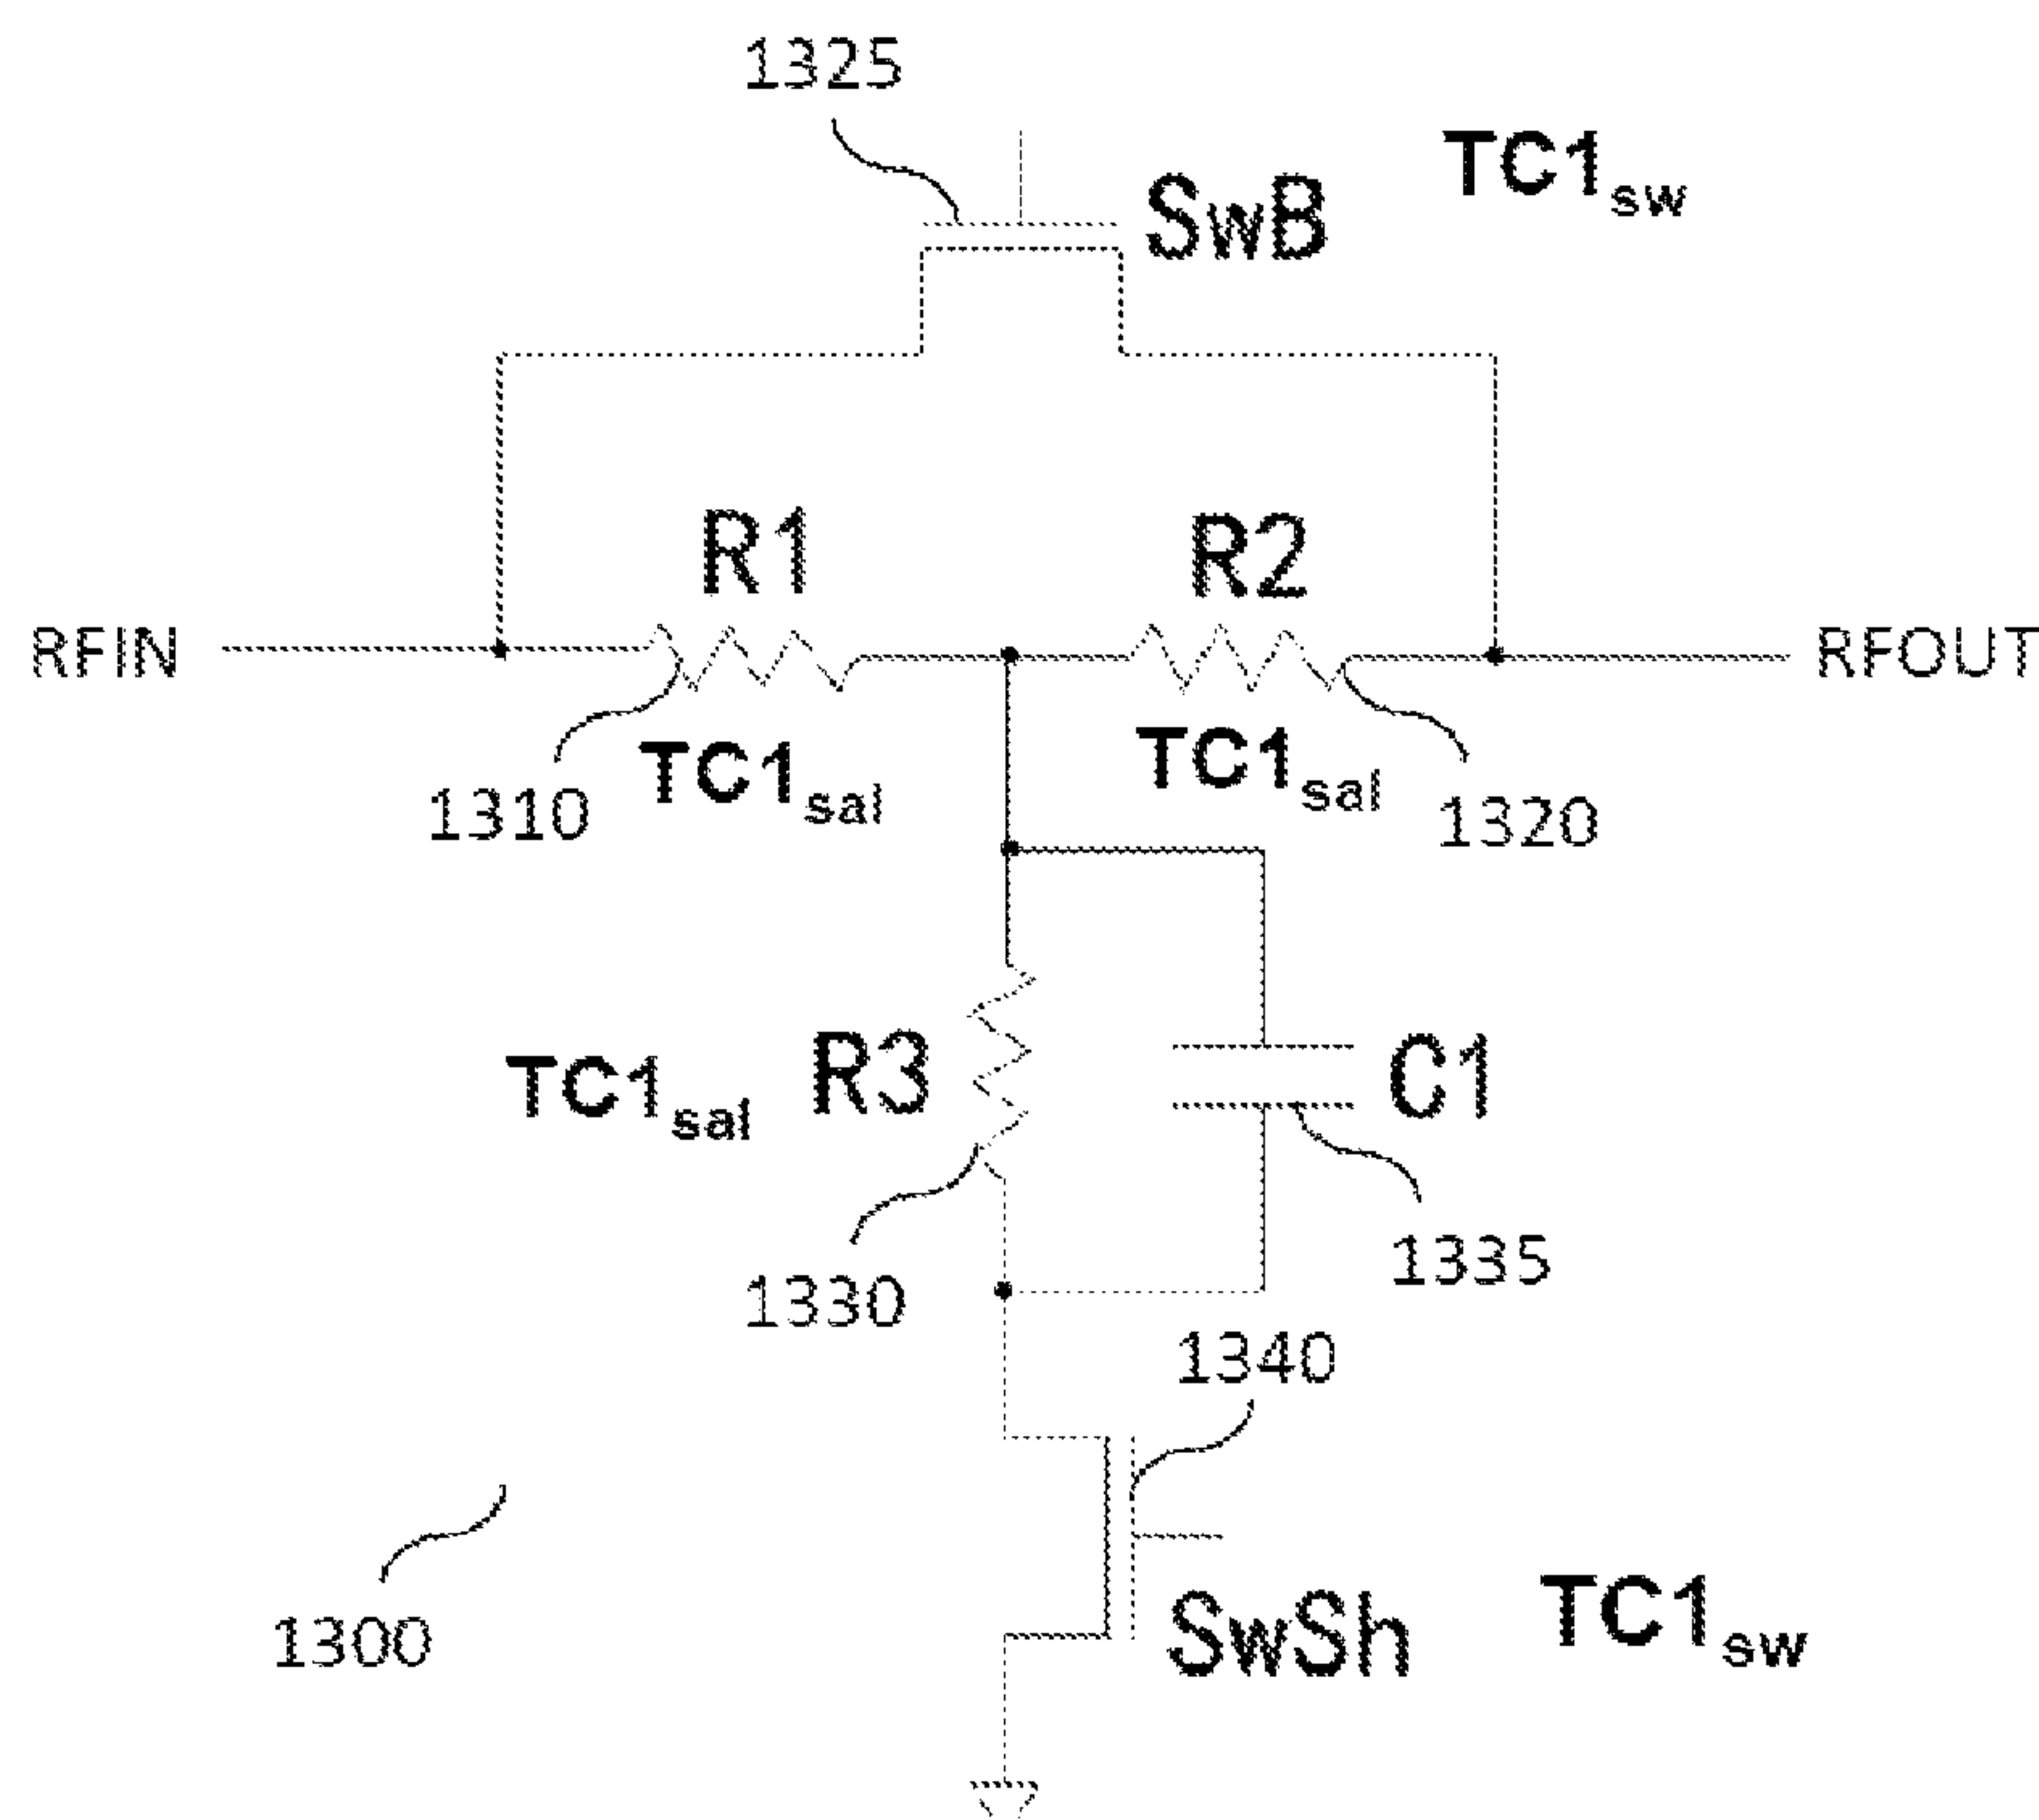 1325
TC1sw
SwB
R1
R2
RFIN
RFOUT
TC1sal
TC1sal
1310
1320
R3
C1
TC1sal
1330
1335
1340
1300
SwSh
TC1sw